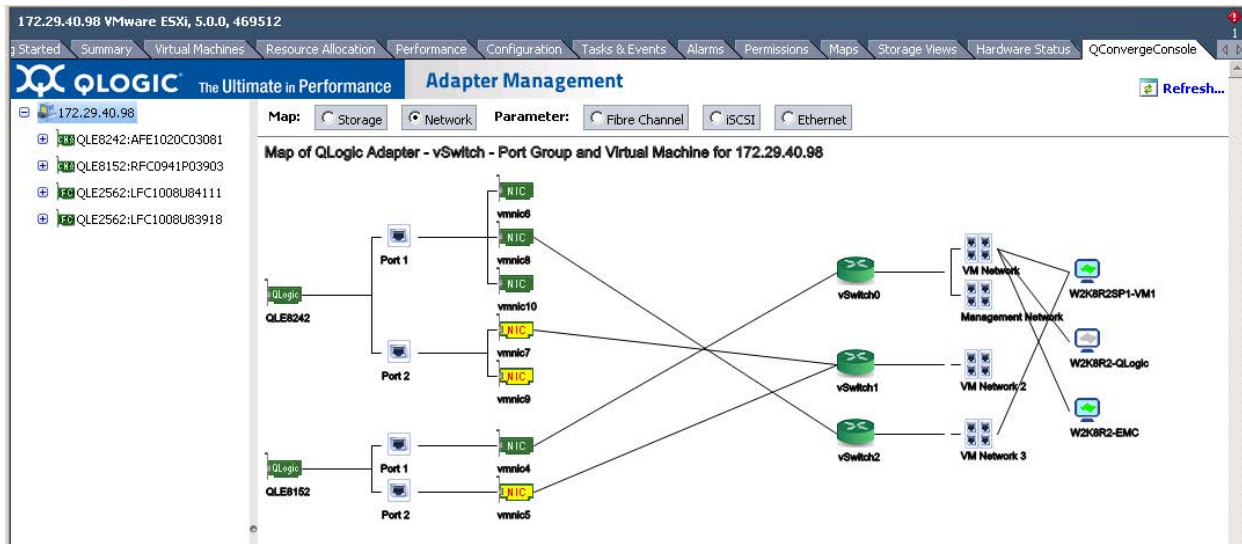 172.29.40.98 VMware ESXi, 5.0.0, 469512
1
g Started Summary Virtual Machines Resource Allocation Performance Configuration Tasks & Events Alarms Permissions Maps Storage Views Hardware Status QConvergeConsole
QLOGIC The Ultimate in Performance Adapter Management
Refresh...
172.29.40.98
QLE8242:AFE1020C03081
QLE8152:RFC0941P03903
QLE2562:LFC1008U84111
QLE2562:LFC1008U83918
Map: Storage Network Parameter: Fibre Channel iSCSI Ethernet
Map of QLogic Adapter - vSwitch - Port Group and Virtual Machine for 172.29.40.98
NIC
vmnic6
NIC
Port 1 vmnic8
VM Network
vSwitch0
W2K8R2SP1-VM1
NIC
QLogic
vmnic10
QLE8242
Management Network
NIC
Port 2 vmnic7
W2K8R2-QLogic
NIC
vSwitch1 VM Network 2
vmnic9
W2K8R2-EMC
NIC
QLogic
Port 1 vmnic4
vSwitch2 VM Network 3
QLE8152
NIC
Port 2 vmnic5